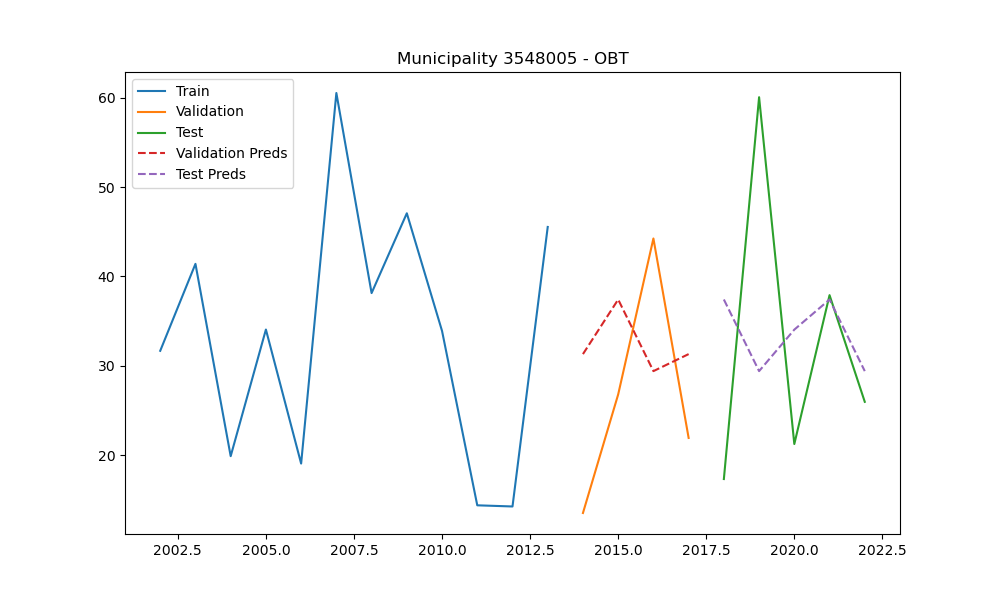 Municipality 3548005 - OBT
Train
Validation
Test
Validation Preds
Test Preds
60
50
40
30
20
2002.5 2005.0 2007.5 2010.0 2012.5 2015.0 2017.5 2020.0 2022.5